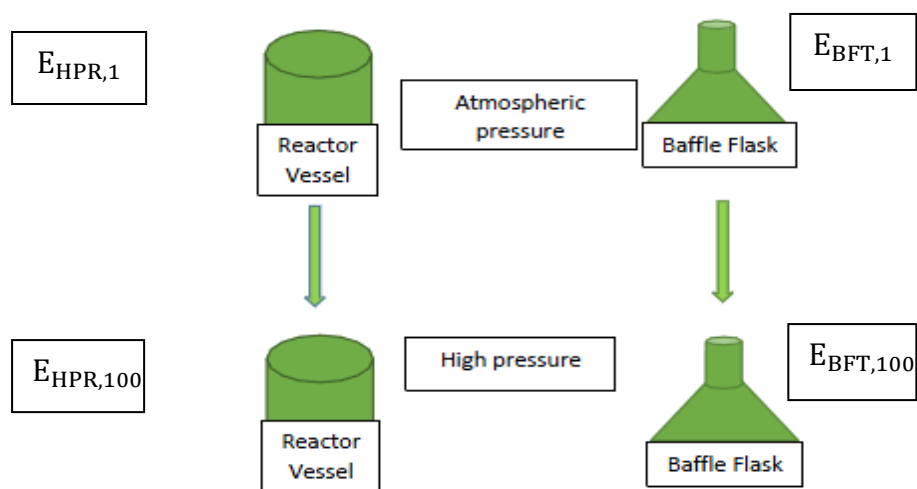 E_HPR,1
Atmospheric
pressure
E_BFT,1
Reactor
Vessel
Baffle Flask
E_HPR,100
High pressure
E_BFT,100
Reactor
Vessel
Baffle Flask